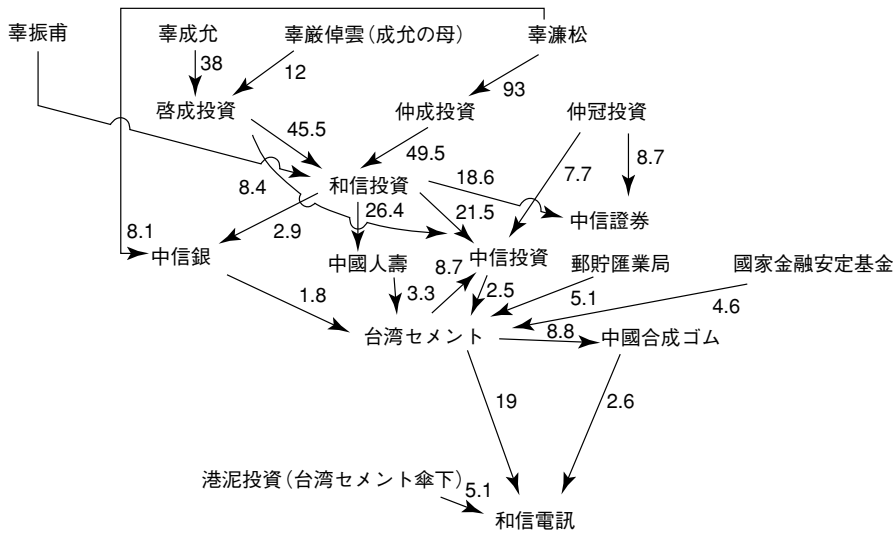 辜振甫 辜成允 辜厳倬雲(成允の母) 辜濂松
38 12 93
啓成投資 仲成投資 仲冠投資
45.5 49.5 7.7 8.7
8.4 和信投資 18.6
26.4 21.5 中信證券
8.1 2.9
中信銀 中國人壽 8.7 中信投資 郵貯匯業局 國家金融安定基金
1.8 3.3 2.5 5.1 4.6
台湾セメント 8.8 中國合成ゴム
19 2.6
港泥投資(台湾セメント傘下) 5.1
和信電訊